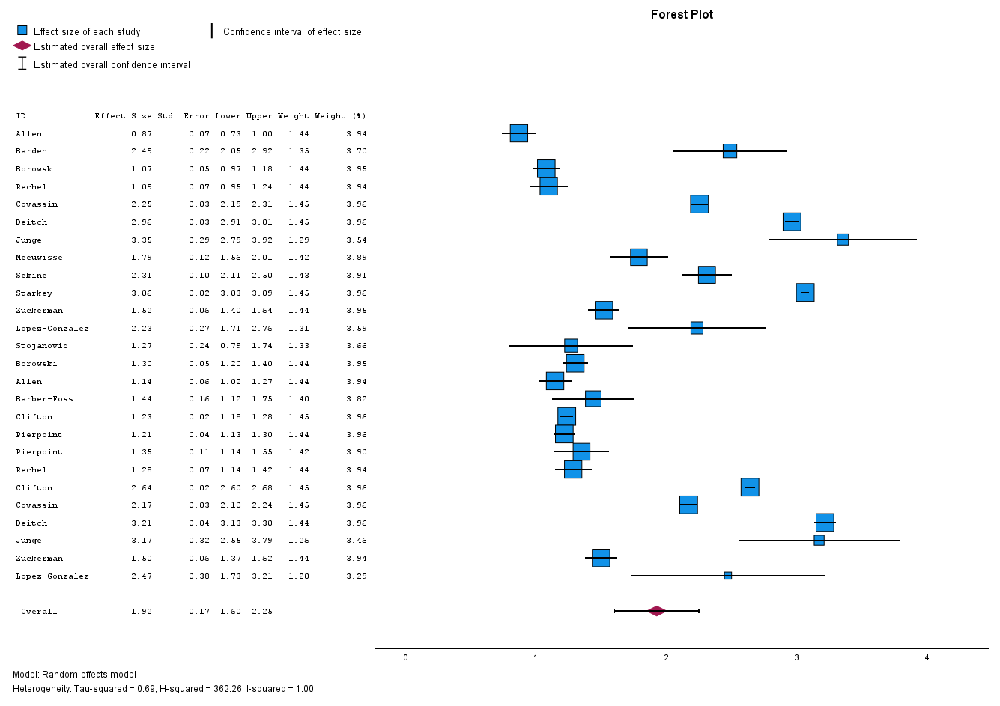 Forest Plot
Effect size of each study
Confidence interval of effect size
Estimated overall effect size
Estimated overall confidence interval
ID Effect Size Std. Error Lower Upper Weight Weight (%)
Allen 0.87 0.07 0.73 1.00 1.44 3.94
Barden 2.49 0.22 2.05 2.92 1.35 3.70
Borowski 1.07 0.05 0.97 1.18 1.44 3.95
Rechel 1.09 0.07 0.95 1.24 1.44 3.94
Covassin 2.25 0.03 2.19 2.31 1.45 3.96
Deitch 2.96 0.03 2.91 3.01 1.45 3.96
Junge 3.35 0.29 2.79 3.92 1.29 3.54
Meeuwisse 1.79 0.12 1.56 2.01 1.42 3.89
Sekine 2.31 0.10 2.11 2.50 1.43 3.91
Starkey 3.06 0.02 3.03 3.09 1.45 3.96
Zuckerman 1.52 0.06 1.40 1.64 1.44 3.95
Lopez-Gonzalez 2.23 0.27 1.71 2.76 1.31 3.59
Stojanovic 1.27 0.24 0.79 1.74 1.33 3.66
Borowski 1.30 0.05 1.20 1.40 1.44 3.95
Allen 1.14 0.06 1.02 1.27 1.44 3.94
Barber-Foss 1.44 0.16 1.12 1.75 1.40 3.82
Clifton 1.23 0.02 1.18 1.28 1.45 3.96
Pierpoint 1.21 0.04 1.13 1.30 1.44 3.96
Pierpoint 1.35 0.11 1.14 1.55 1.42 3.90
Rechel 1.28 0.07 1.14 1.42 1.44 3.94
Clifton 2.64 0.02 2.60 2.68 1.45 3.96
Covassin 2.17 0.03 2.10 2.24 1.45 3.96
Deitch 3.21 0.04 3.13 3.30 1.44 3.96
Junge 3.17 0.32 2.55 3.79 1.26 3.46
Zuckerman 1.50 0.06 1.37 1.62 1.44 3.94
Lopez-Gonzalez 2.47 0.38 1.73 3.21 1.20 3.29
Overall 1.92 0.17 1.60 2.25
0 1 2 3 4
Model: Random-effects model
Heterogeneity: Tau-squared = 0.69, H-squared = 362.26, I-squared = 1.00